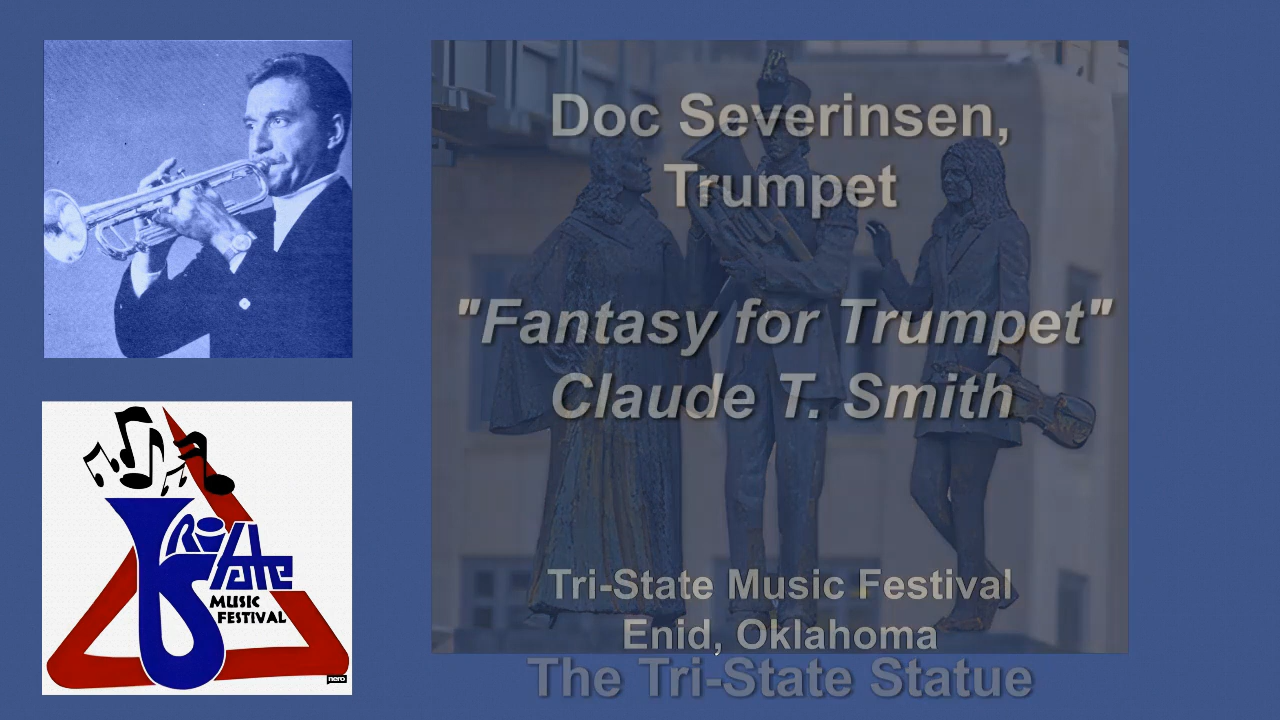 Doc Severinsen,
Trumpet
"Fantasy for Trumpet"
Claude T. Smith
Tri-State Music Festival
Enid, Oklahoma
The Tri-State Statue
Tri State
MUSIC
FESTIVAL
nero